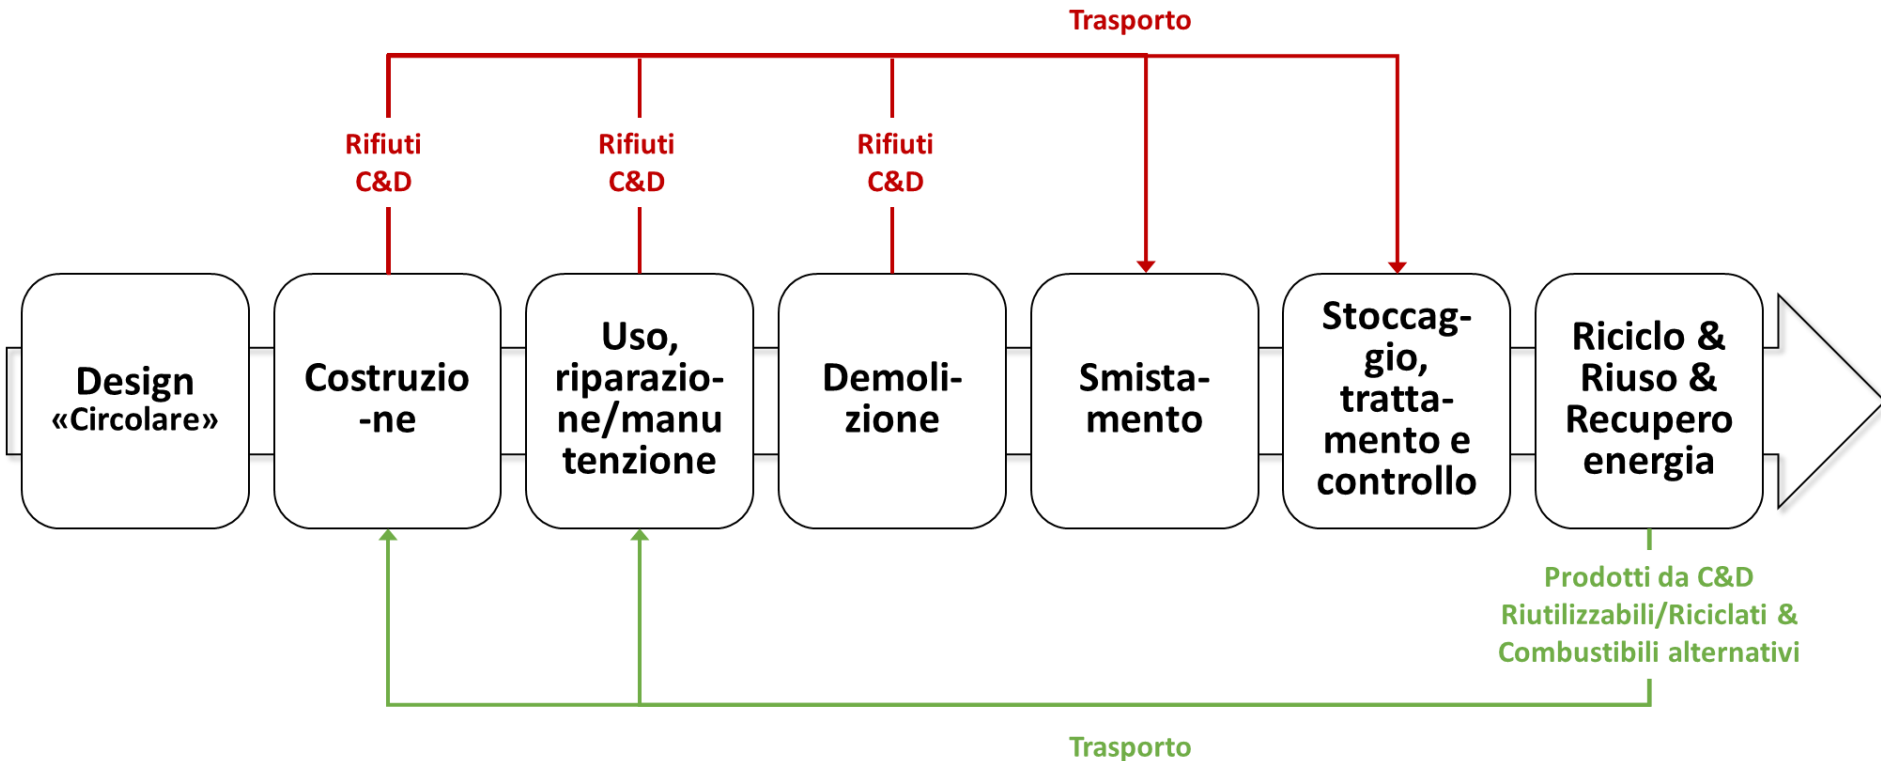 Trasporto
Rifiuti
C&D
Rifiuti
C&D
Rifiuti
C&D
Design
«Circolare»
Costruzio
-ne
Uso,
riparazio-
ne/manu
tenzione
Demoli-
zione
Smista-
mento
Stoccag-
gio,
tratta-
mento e
controllo
Riciclo &
Riuso &
Recupero
energia
Prodotti da C&D
Riutilizzabili/Riciclati &
Combustibili alternativi
Trasporto